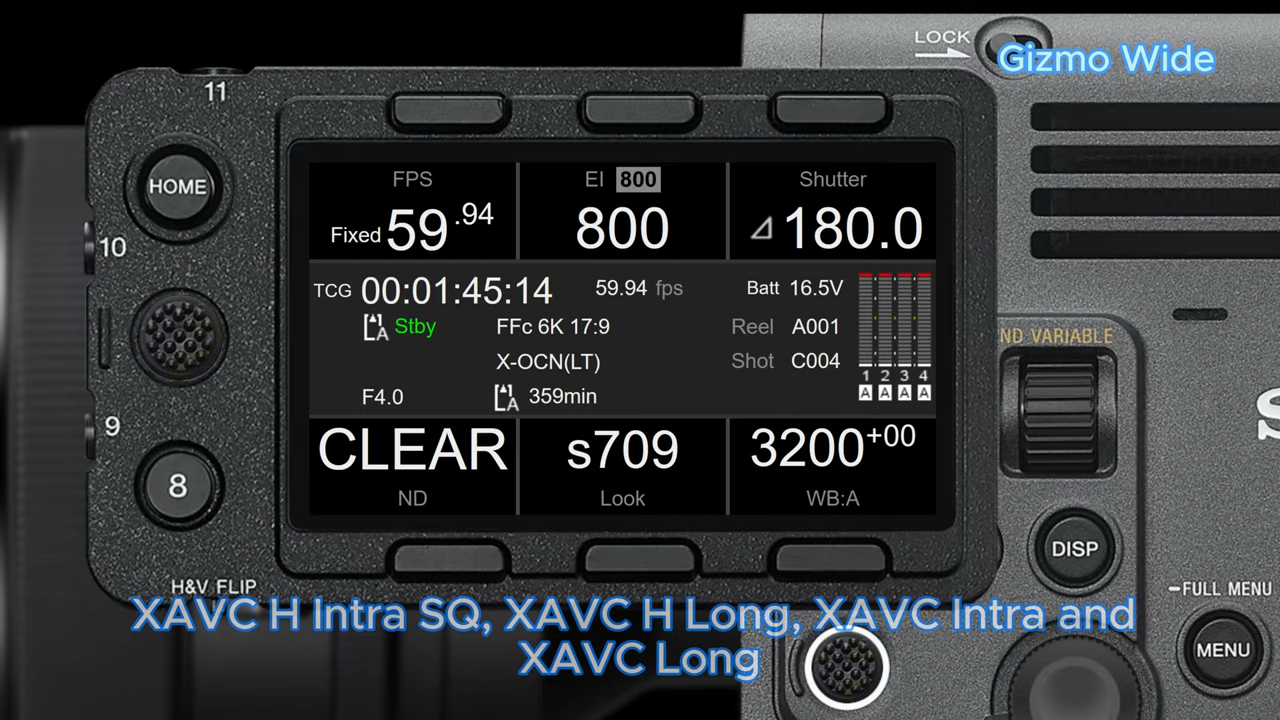 LOCK
Gizmo Wide
11
HOME
10
9
8
H&V FLIP
FPS
Fixed 59.94
EI 800
800
Shutter
180.0
TCG 00:01:45:14
59.94 fps
Batt 16.5V
Stby
FFc 6K 17:9
Reel A001
X-OCN(LT)
Shot C004
F4.0
A 359min
1 2 3 4
A A A A
CLEAR
ND
s709
Look
3200+00
WB:A
ND VARIABLE
DISP
FULL MENU
MENU
XAVC H Intra SQ, XAVC H Long, XAVC Intra and
XAVC Long